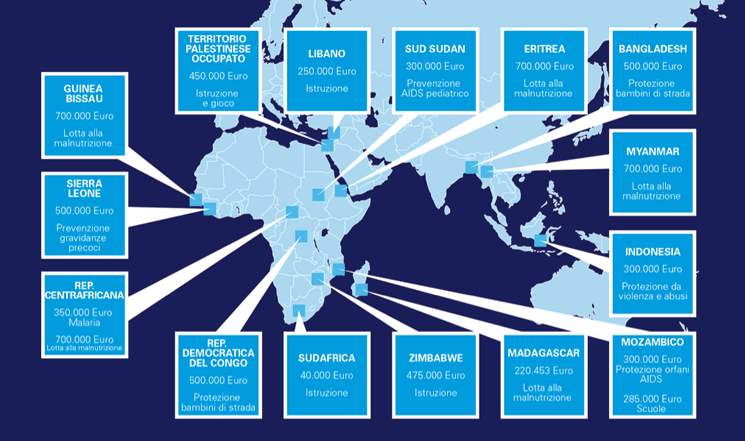 TERRITORIO
PALESTINESE
OCCUPATO
450.000 Euro
Istruzione
e gioco
LIBANO
250.000 Euro
Istruzione
SUD SUDAN
300.000 Euro
Prevenzione
AIDS pediatrico
ERITREA
700.000 Euro
Lotta alla
malnutrizione
BANGLADESH
500.000 Euro
Protezione
bambini di strada
GUINEA
BISSAU
700.000 Euro
Lotta alla
malnutrizione
MYANMAR
700.000 Euro
Lotta alla
malnutrizione
SIERRA
LEONE
500.000 Euro
Prevenzione
gravidanze
precoci
INDONESIA
300.000 Euro
Protezione da
violenza e abusi
REP.
CENTRAFRICANA
350.000 Euro
Malaria
700.000 Euro
Lotta alla malnutrizione
REP.
DEMOCRATICA
DEL CONGO
500.000 Euro
Protezione
bambini di strada
SUDAFRICA
40.000 Euro
Istruzione
ZIMBABWE
475.000 Euro
Istruzione
MADAGASCAR
220.453 Euro
Lotta alla
malnutrizione
MOZAMBICO
300.000 Euro
Protezione orfani
AIDS
285.000 Euro
Scuole